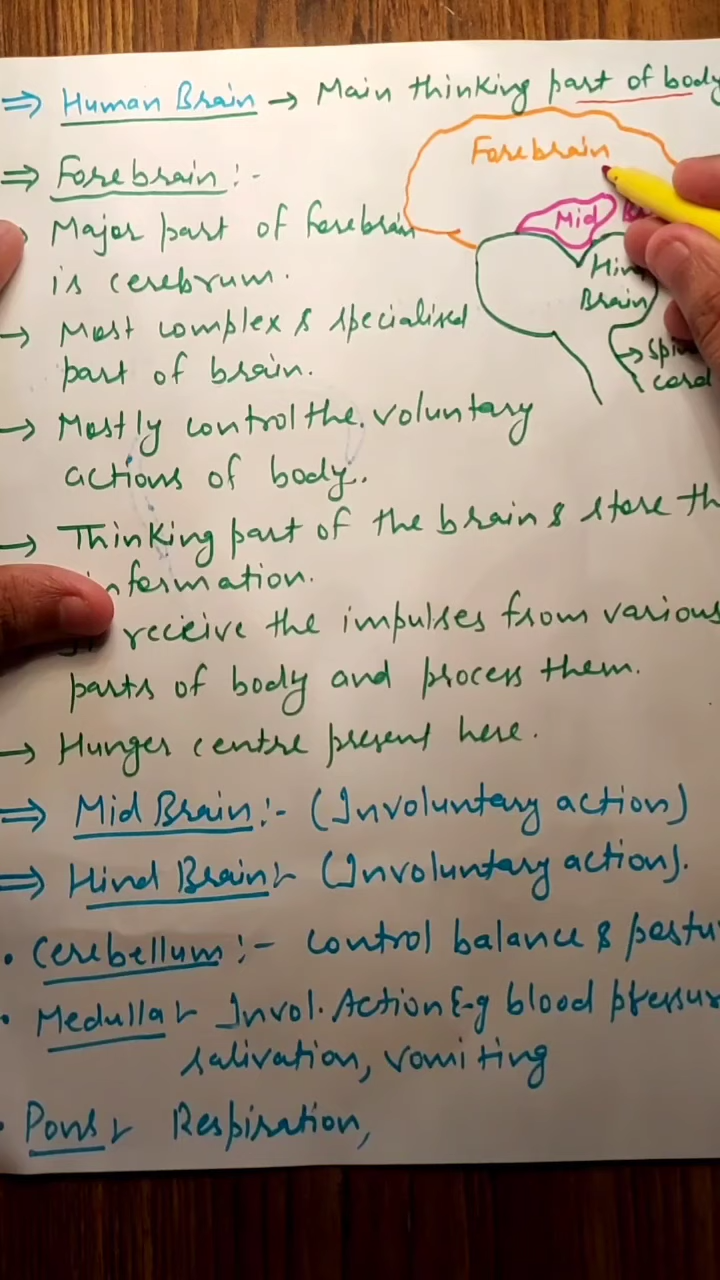 ⇒ Human Brain → Main thinking part of body
Forebrain
⇒ Forebrain :-
Major part of forebrain
is cerebrum.
Mid
Hind
Brain
→ Most complex & specialised
part of brain.
→ Spinal
cord
→ Mostly control the voluntary
actions of body.
→ Thinking part of the brain & store th
information.
receive the impulses from various
parts of body and process them.
→ Hunger centre present here.
⇒ Mid Brain :- (Involuntary action)
⇒ Hind Brain :- (Involuntary action).
• Cerebellum :- control balance & postu
• Medulla :- Invol. Action E-g blood pressur
salivation, vomiting
• Pons :- Respiration,